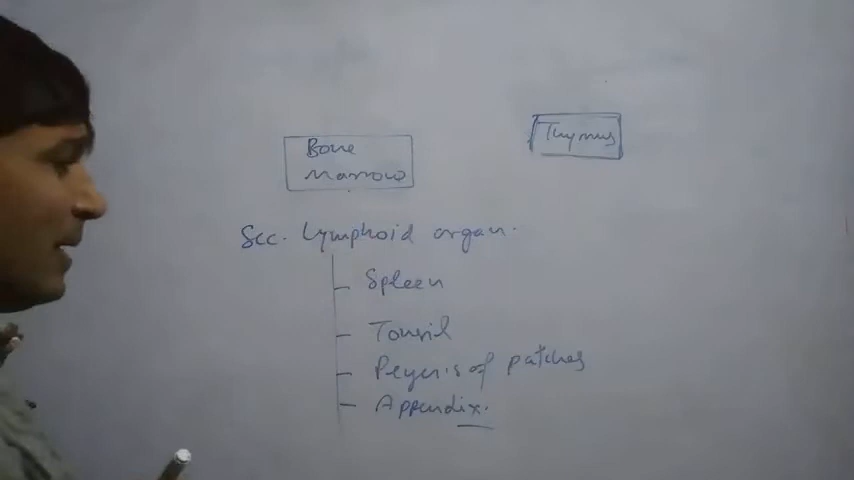 Bone
Marrow
Thymus
Sec. Lymphoid organ.
Spleen
Tonsil
Peyer's of patches
Appendix.